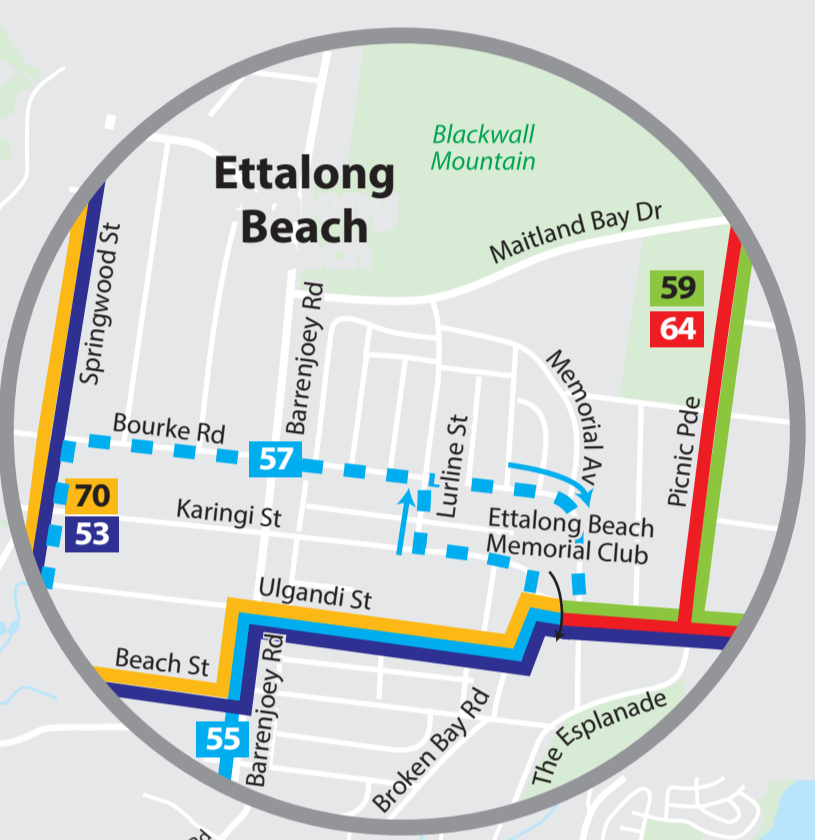 Blackwall
Mountain
Ettalong
Beach
Maitland Bay Dr
Springwood St
59
64
Barrenjoey Rd
Memorial Av
Bourke Rd
Lurline St
Picnic Pde
57
70
53
Karingi St
Ettalong Beach
Memorial Club
Ulgandi St
Beach St
Barrenjoey Rd
55
Broken Bay Rd
The Esplanade